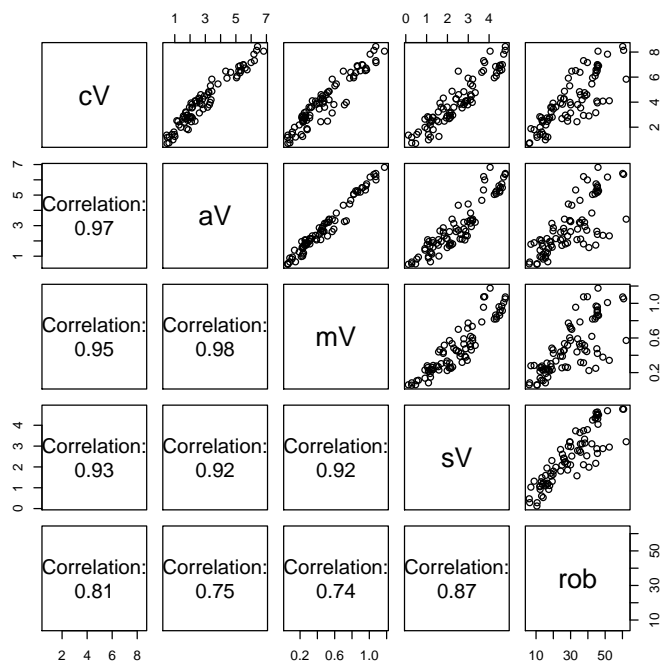 1 3 5 7 0 1 2 3 4
cV
2 4 6 8
1 3 5 7
Correlation:
0.97
aV
Correlation:
0.95
Correlation:
0.98
mV
0.2 0.6 1.0
0 1 2 3 4
Correlation:
0.93
Correlation:
0.92
Correlation:
0.92
sV
Correlation:
0.81
Correlation:
0.75
Correlation:
0.74
Correlation:
0.87
rob
10 30 50
2 4 6 8 0.2 0.6 1.0 10 30 50